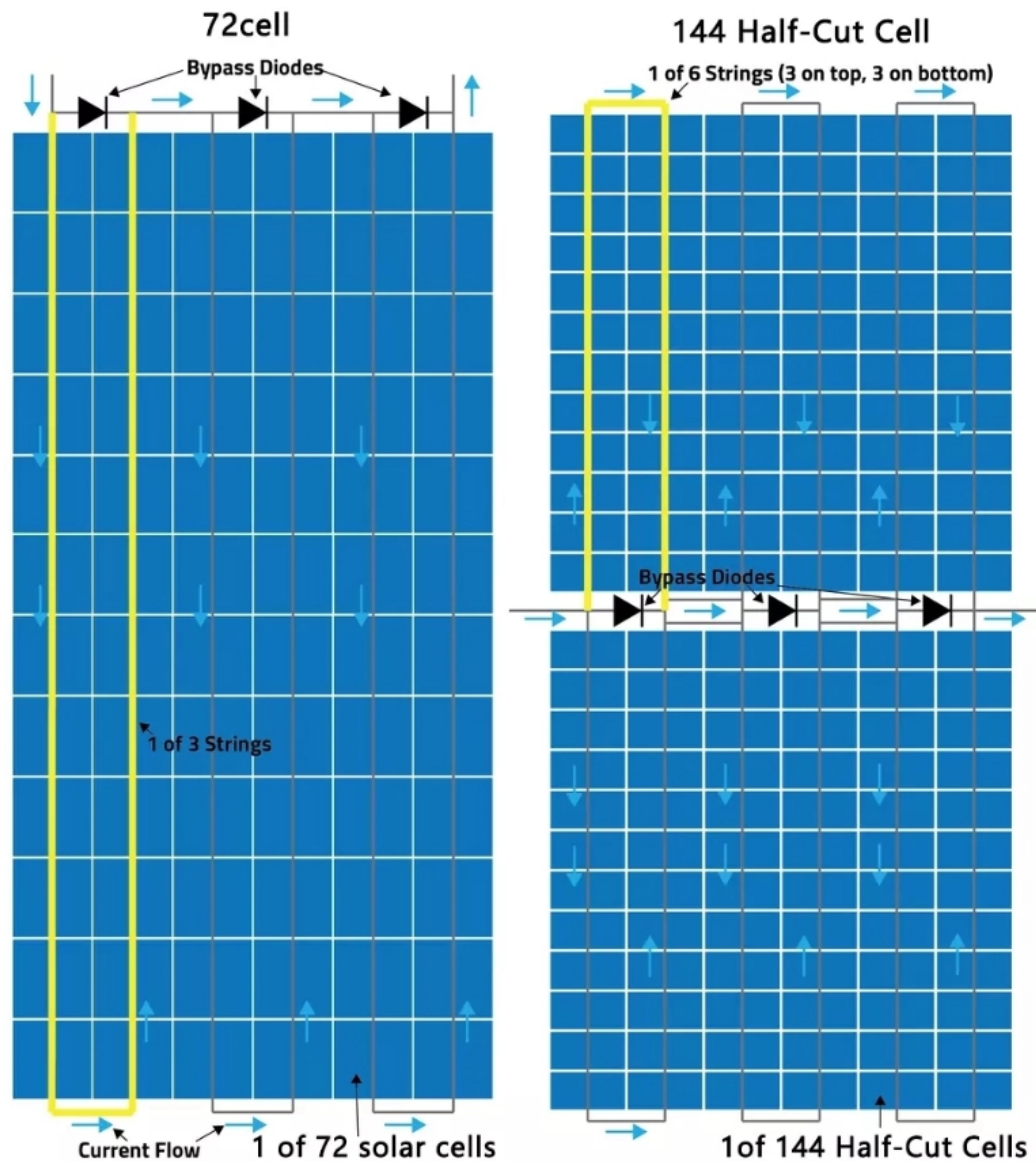 72cell
Bypass Diodes
1 of 3 Strings
Current Flow
1 of 72 solar cells
144 Half-Cut Cell
1 of 6 Strings (3 on top, 3 on bottom)
Bypass Diodes
1of 144 Half-Cut Cells